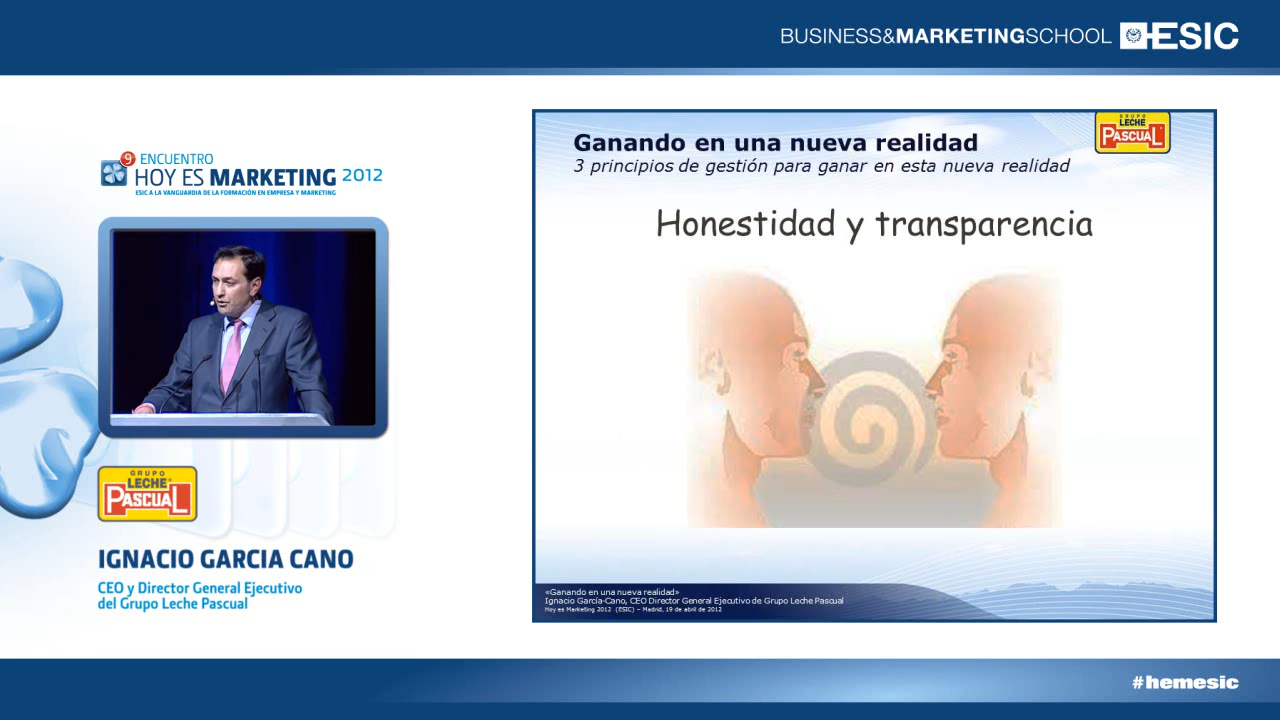 BUSINESS&MARKETINGSCHOOL ESIC
9 ENCUENTRO
HOY ES MARKETING 2012
ESIC A LA VANGUARDIA DE LA FORMACIÓN EN EMPRESA Y MARKETING
GRUPO
LECHE
PASCUAL
IGNACIO GARCIA CANO
CEO y Director General Ejecutivo
del Grupo Leche Pascual
Ganando en una nueva realidad
3 principios de gestión para ganar en esta nueva realidad
GRUPO
LECHE
PASCUAL
Honestidad y transparencia
«Ganando en una nueva realidad»
Ignacio García-Cano, CEO Director General Ejecutivo de Grupo Leche Pascual
Hoy es Marketing 2012 (ESIC) – Madrid, 19 de abril de 2012
#hemesic